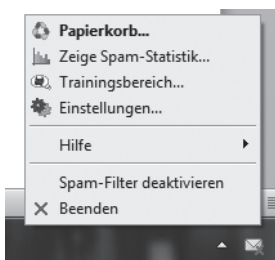 Papierkorb...
Zeige Spam-Statistik...
Trainingsbereich...
Einstellungen...
Hilfe
Spam-Filter deaktivieren
Beenden